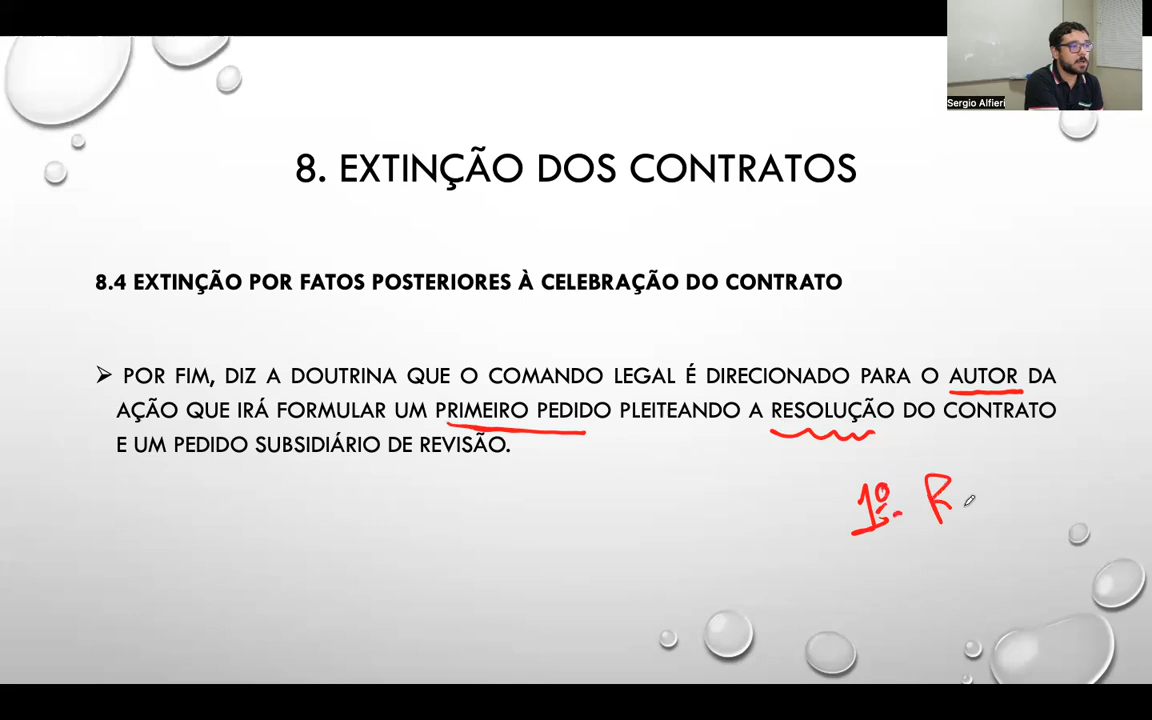 Sergio Alfieri
8. EXTINÇÃO DOS CONTRATOS
8.4 EXTINÇÃO POR FATOS POSTERIORES À CELEBRAÇÃO DO CONTRATO
➢ POR FIM, DIZ A DOUTRINA QUE O COMANDO LEGAL É DIRECIONADO PARA O AUTOR DA
AÇÃO QUE IRÁ FORMULAR UM PRIMEIRO PEDIDO PLEITEANDO A RESOLUÇÃO DO CONTRATO
E UM PEDIDO SUBSIDIÁRIO DE REVISÃO.
1º. R